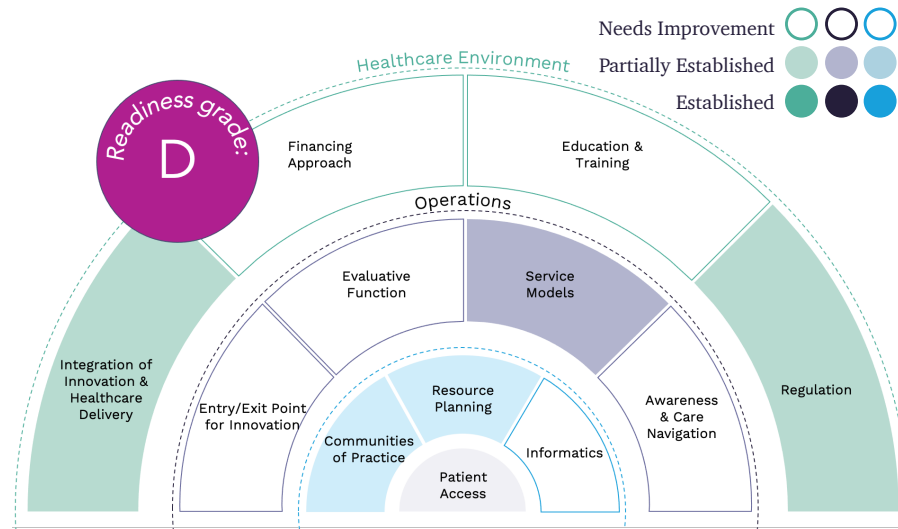 Needs Improvement
Partially Established
Established
Healthcare Environment
Readiness grade:
D
Financing
Approach
Education &
Training
Operations
Evaluative
Function
Service
Models
Integration of
Innovation &
Healthcare
Delivery
Regulation
Entry/Exit Point
for Innovation
Awareness
& Care
Navigation
Resource
Planning
Communities
of Practice
Informatics
Patient
Access